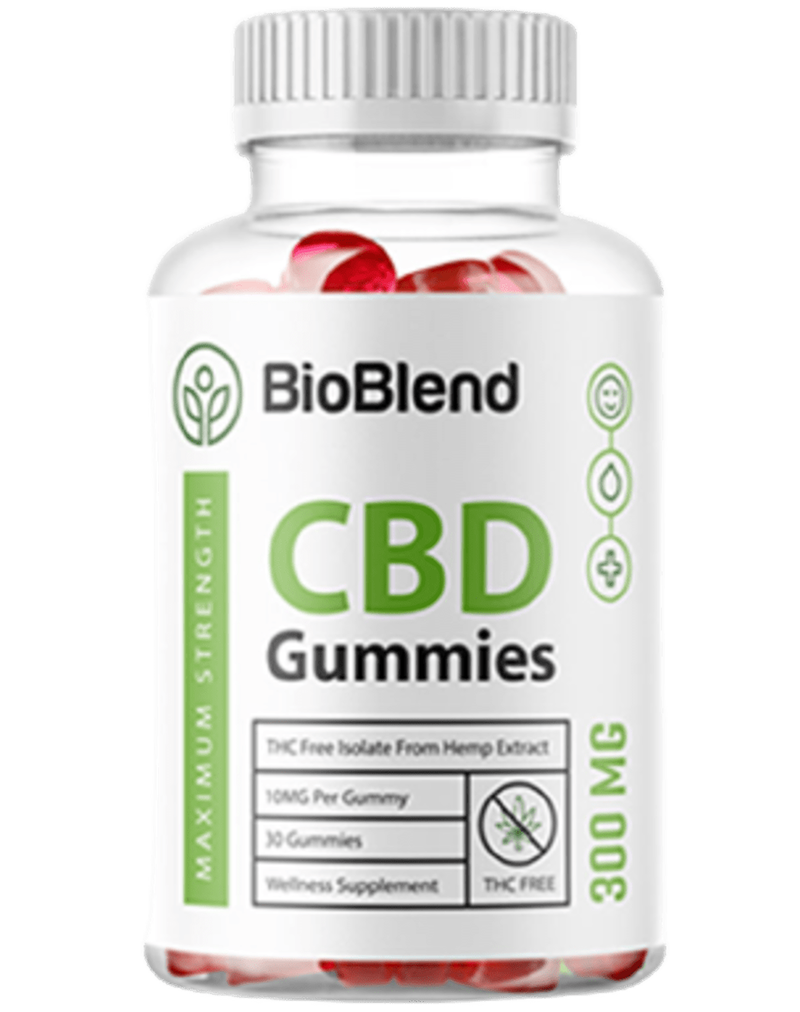 BioBlend
MAXIMUM STRENGTH
CBD
Gummies
THC Free Isolate From Hemp Extract
10MG Per Gummy
30 Gummies
Wellness Supplement
THC FREE
300 MG